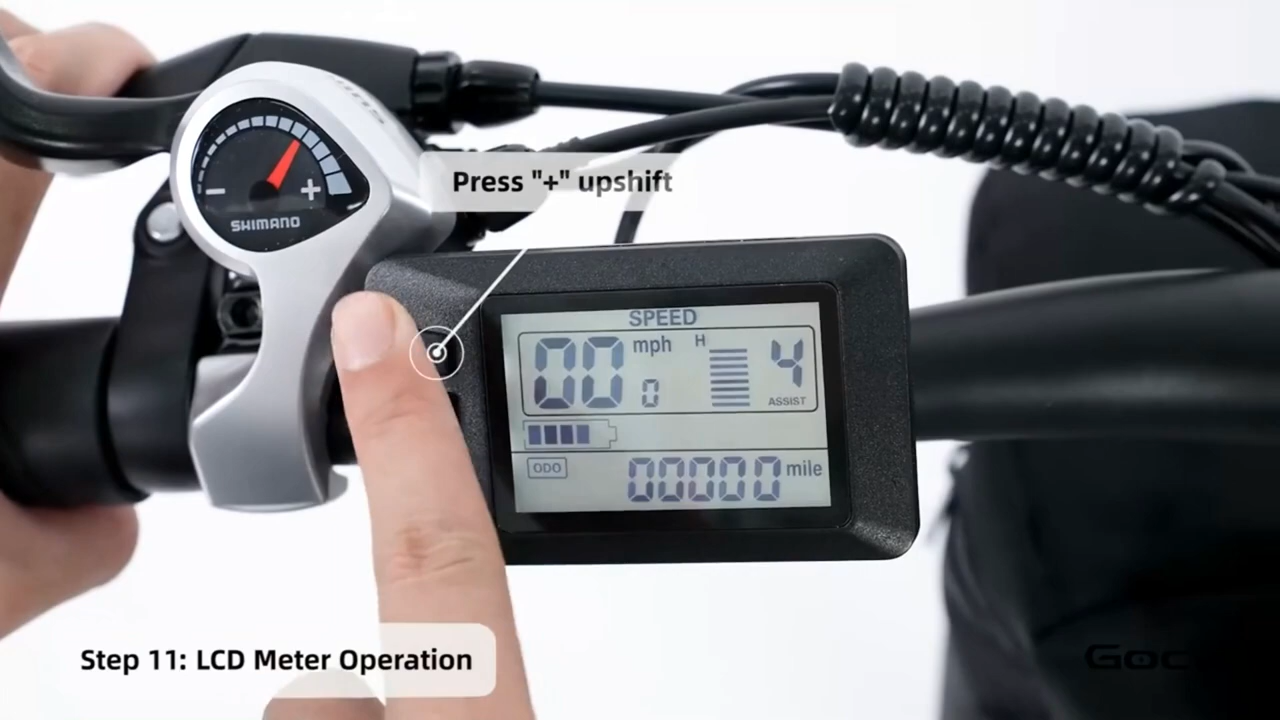 SHIMANO
Press "+" upshift
SPEED
00 mph
0
H
4
ASSIST
ODO
00000 mile
Step 11: LCD Meter Operation